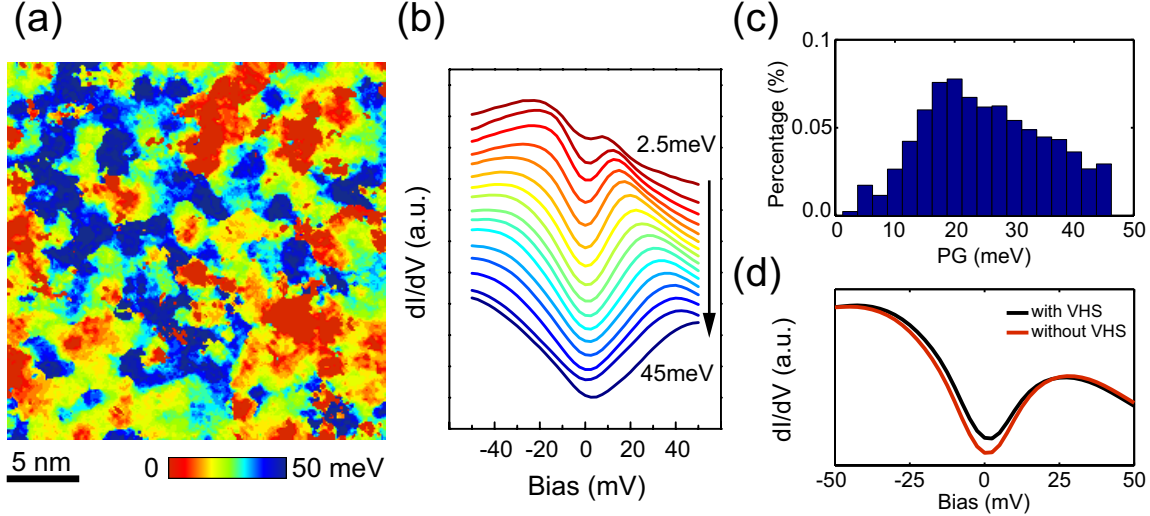 (a)
5 nm
0
50 meV
(b)
dI/dV (a.u.)
2.5meV
45meV
-40 -20 0 20 40
Bias (mV)
(c)
Percentage (%)
0.1
0.05
0.0
0 10 20 30 40 50
PG (meV)
(d)
dI/dV (a.u.)
with VHS
without VHS
-50 -25 0 25 50
Bias (mV)